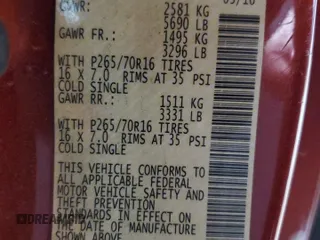 GVWR: 2581 KG
5690 LB
GAWR FR.: 1495 KG
3296 LB
WITH P265/70R16 TIRES
16 X 7.0 RIMS AT 35 PSI
COLD SINGLE
GAWR RR.: 1511 KG
3331 LB
WITH P265/70R16 TIRES
16 X 7.0 RIMS AT 35 PSI
COLD SINGLE
THIS VEHICLE CONFORMS TO
ALL APPLICABLE FEDERAL
MOTOR VEHICLE SAFETY AND
THEFT PREVENTION
STANDARDS IN EFFECT ON
THE DATE OF MANUFACTURE
SHOWN ABOVE